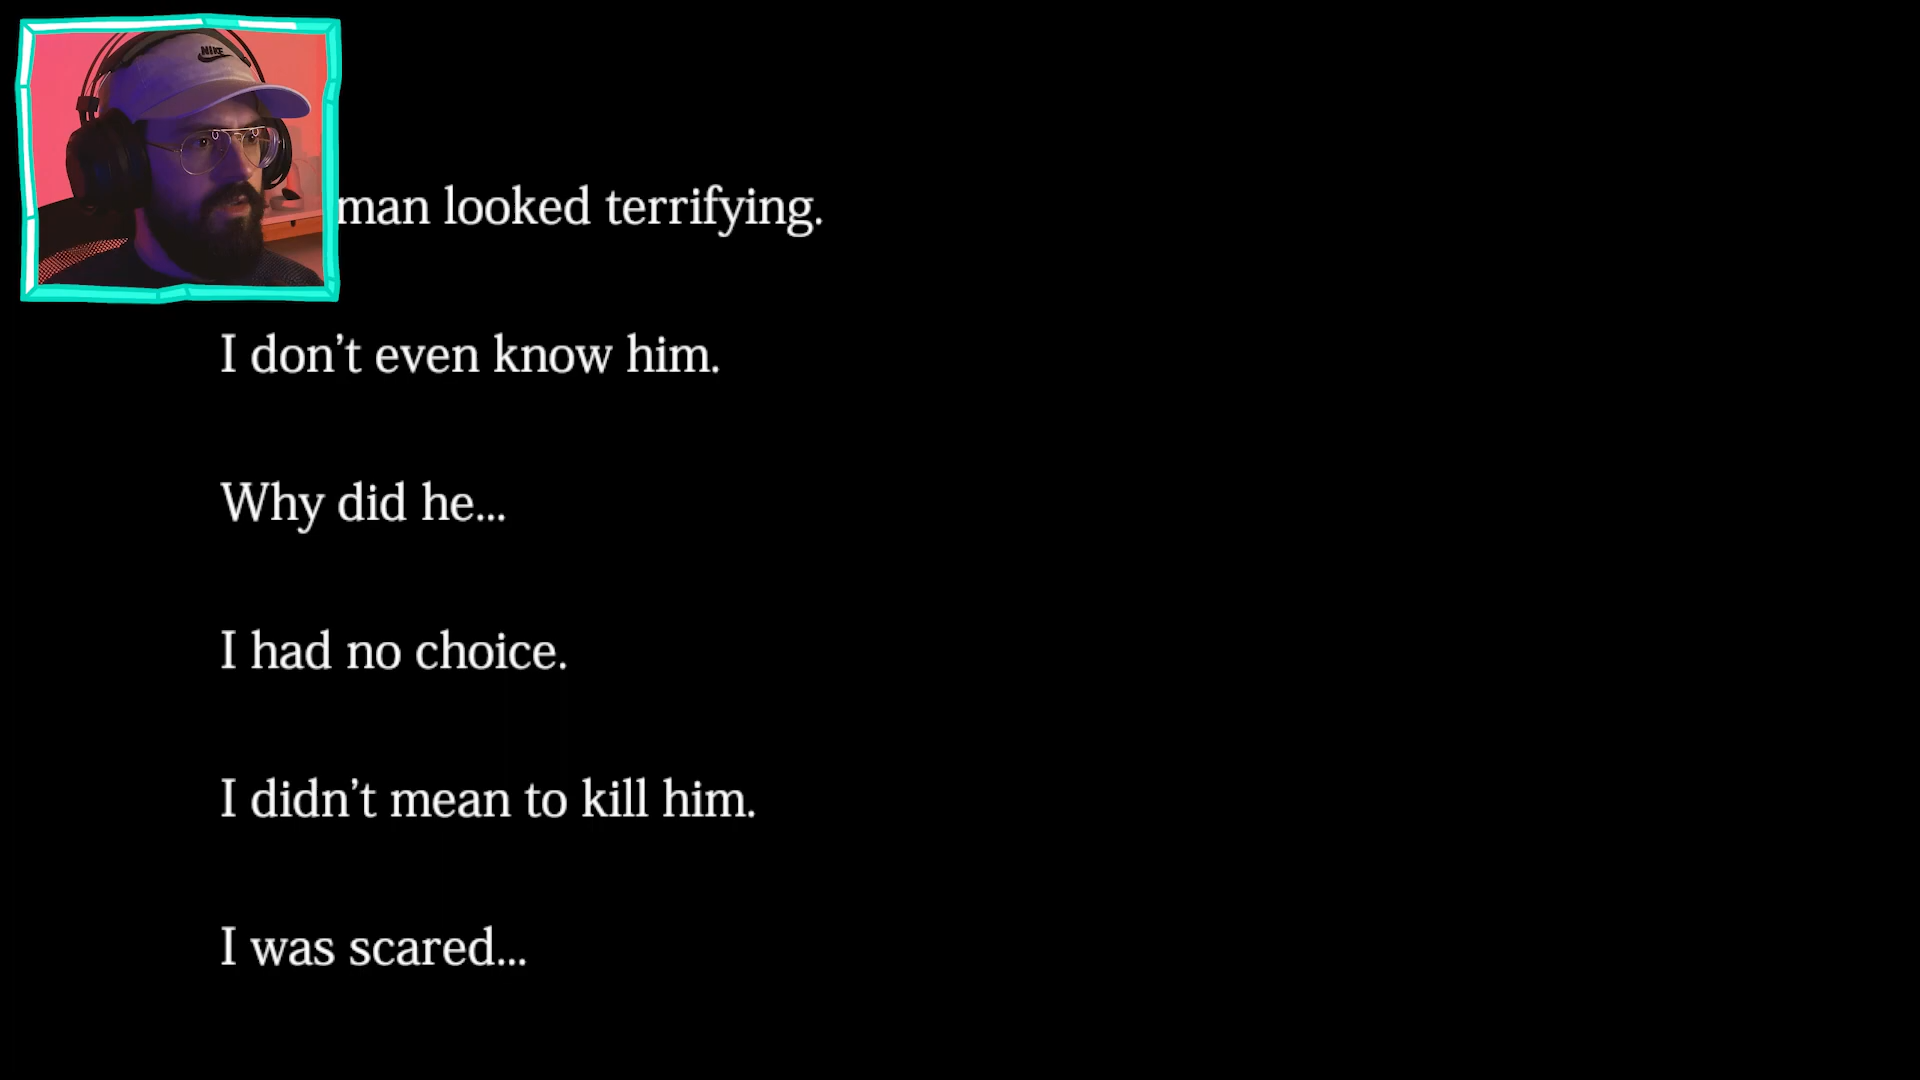 NIKE
man looked terrifying.
I don’t even know him.
Why did he...
I had no choice.
I didn’t mean to kill him.
I was scared...